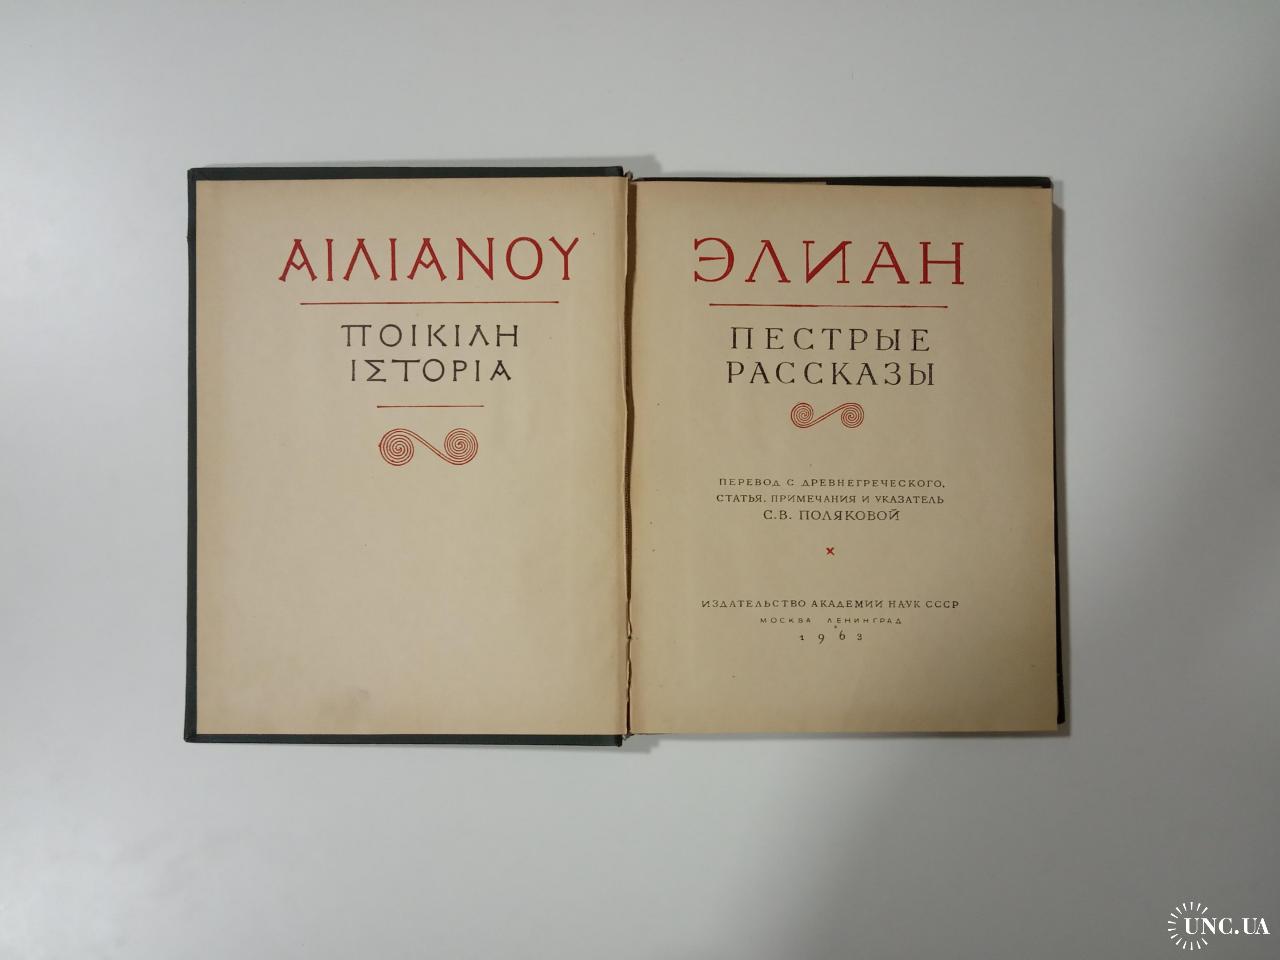 ΑΙΛΙΑΝΟΥ
ΠΟΙΚΙΛΗ
ΙΣΤΟΡΙΑ
ЭЛИАН
ПЕСТРЫЕ
РАССКАЗЫ
ПЕРЕВОД С ДРЕВНЕГРЕЧЕСКОГО,
СТАТЬЯ, ПРИМЕЧАНИЯ И УКАЗАТЕЛЬ
С.В. ПОЛЯКОВОЙ
ИЗДАТЕЛЬСТВО АКАДЕМИИ НАУК СССР
МОСКВА ЛЕНИНГРАД
1963
UNC.UA